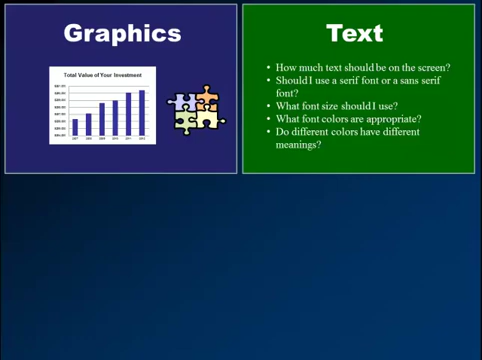 Graphics
Total Value of Your Investment
Text
• How much text should be on the screen?
• Should I use a serif font or a sans serif
font?
• What font size should I use?
• What font colors are appropriate?
• Do different colors have different
meanings?